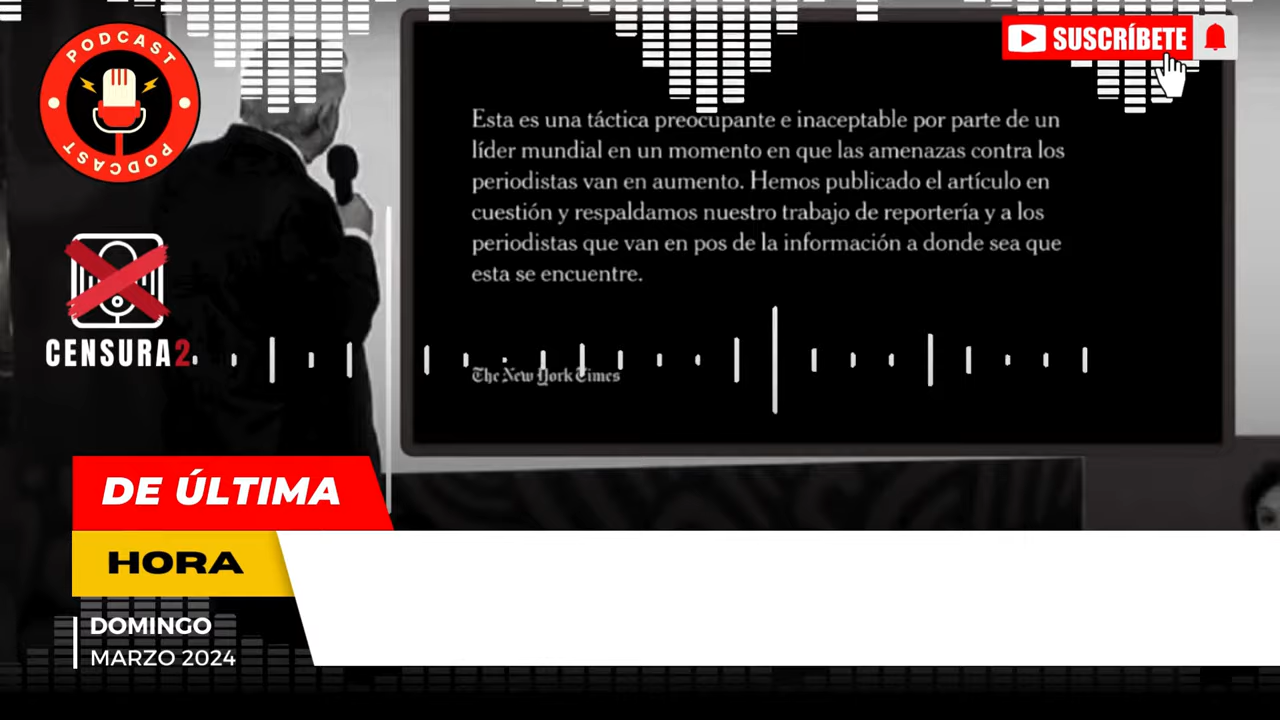 PODCAST
PODCAST
SUSCRÍBETE
Esta es una táctica preocupante e inaceptable por parte de un
líder mundial en un momento en que las amenazas contra los
periodistas van en aumento. Hemos publicado el artículo en
cuestión y respaldamos nuestro trabajo de reportería y a los
periodistas que van en pos de la información a donde sea que
esta se encuentre.
The New York Times
CENSURA2
DE ÚLTIMA
HORA
DOMINGO
MARZO 2024